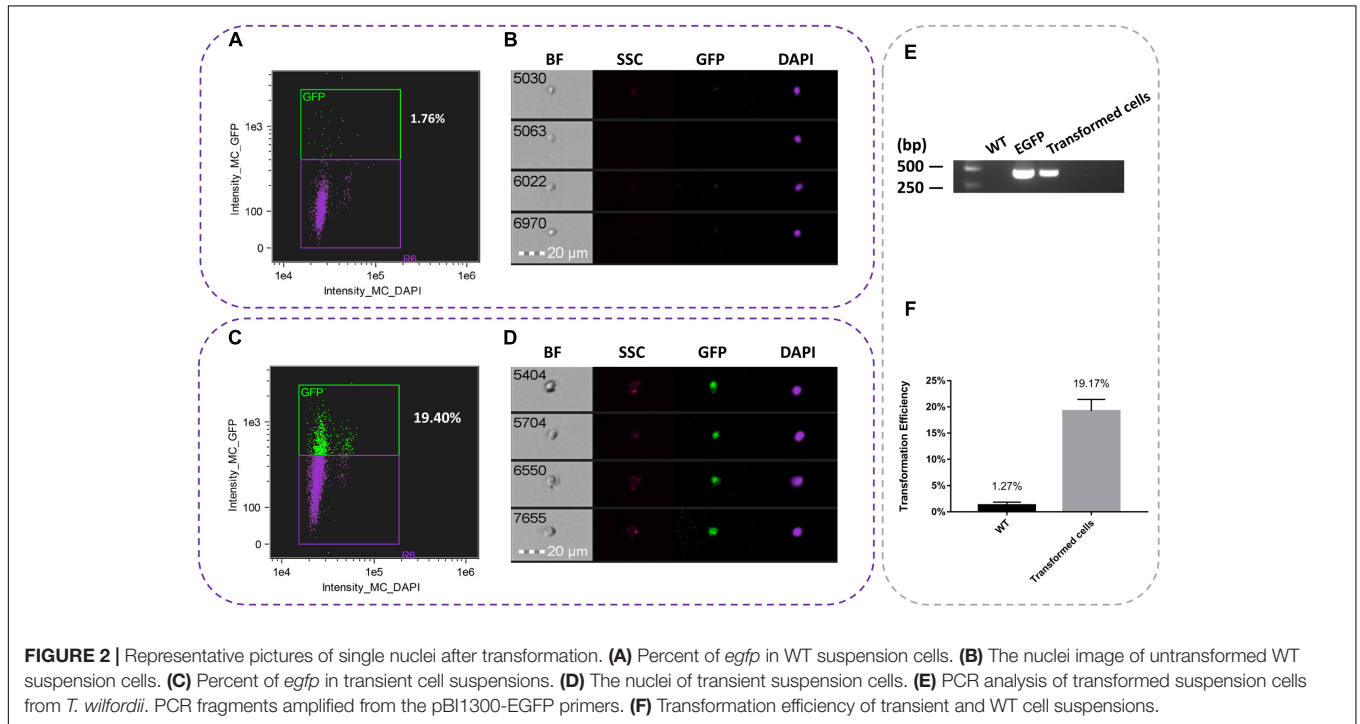 A
GFP
1.76%
1e3
100
0
R6
1e4
1e5
1e6
Intensity_MC_GFP
Intensity_MC_DAPI
B
BF SSC GFP DAPI
5030
5063
6022
6970
20 µm
C
GFP
19.40%
1e3
100
0
R6
1e4
1e5
1e6
Intensity_MC_GFP
Intensity_MC_DAPI
D
BF SSC GFP DAPI
5404
5704
6550
7655
20 µm
E
(bp)
WT
EGFP
Transformed cells
500
250
F
Transformation Efficiency
25%
20%
15%
10%
5%
0%
1.27%
19.17%
WT
Transformed cells
FIGURE 2 | Representative pictures of single nuclei after transformation. (A) Percent of egfp in WT suspension cells. (B) The nuclei image of untransformed WT
suspension cells. (C) Percent of egfp in transient cell suspensions. (D) The nuclei of transient suspension cells. (E) PCR analysis of transformed suspension cells
from T. wilfordii. PCR fragments amplified from the pBI1300-EGFP primers. (F) Transformation efficiency of transient and WT cell suspensions.